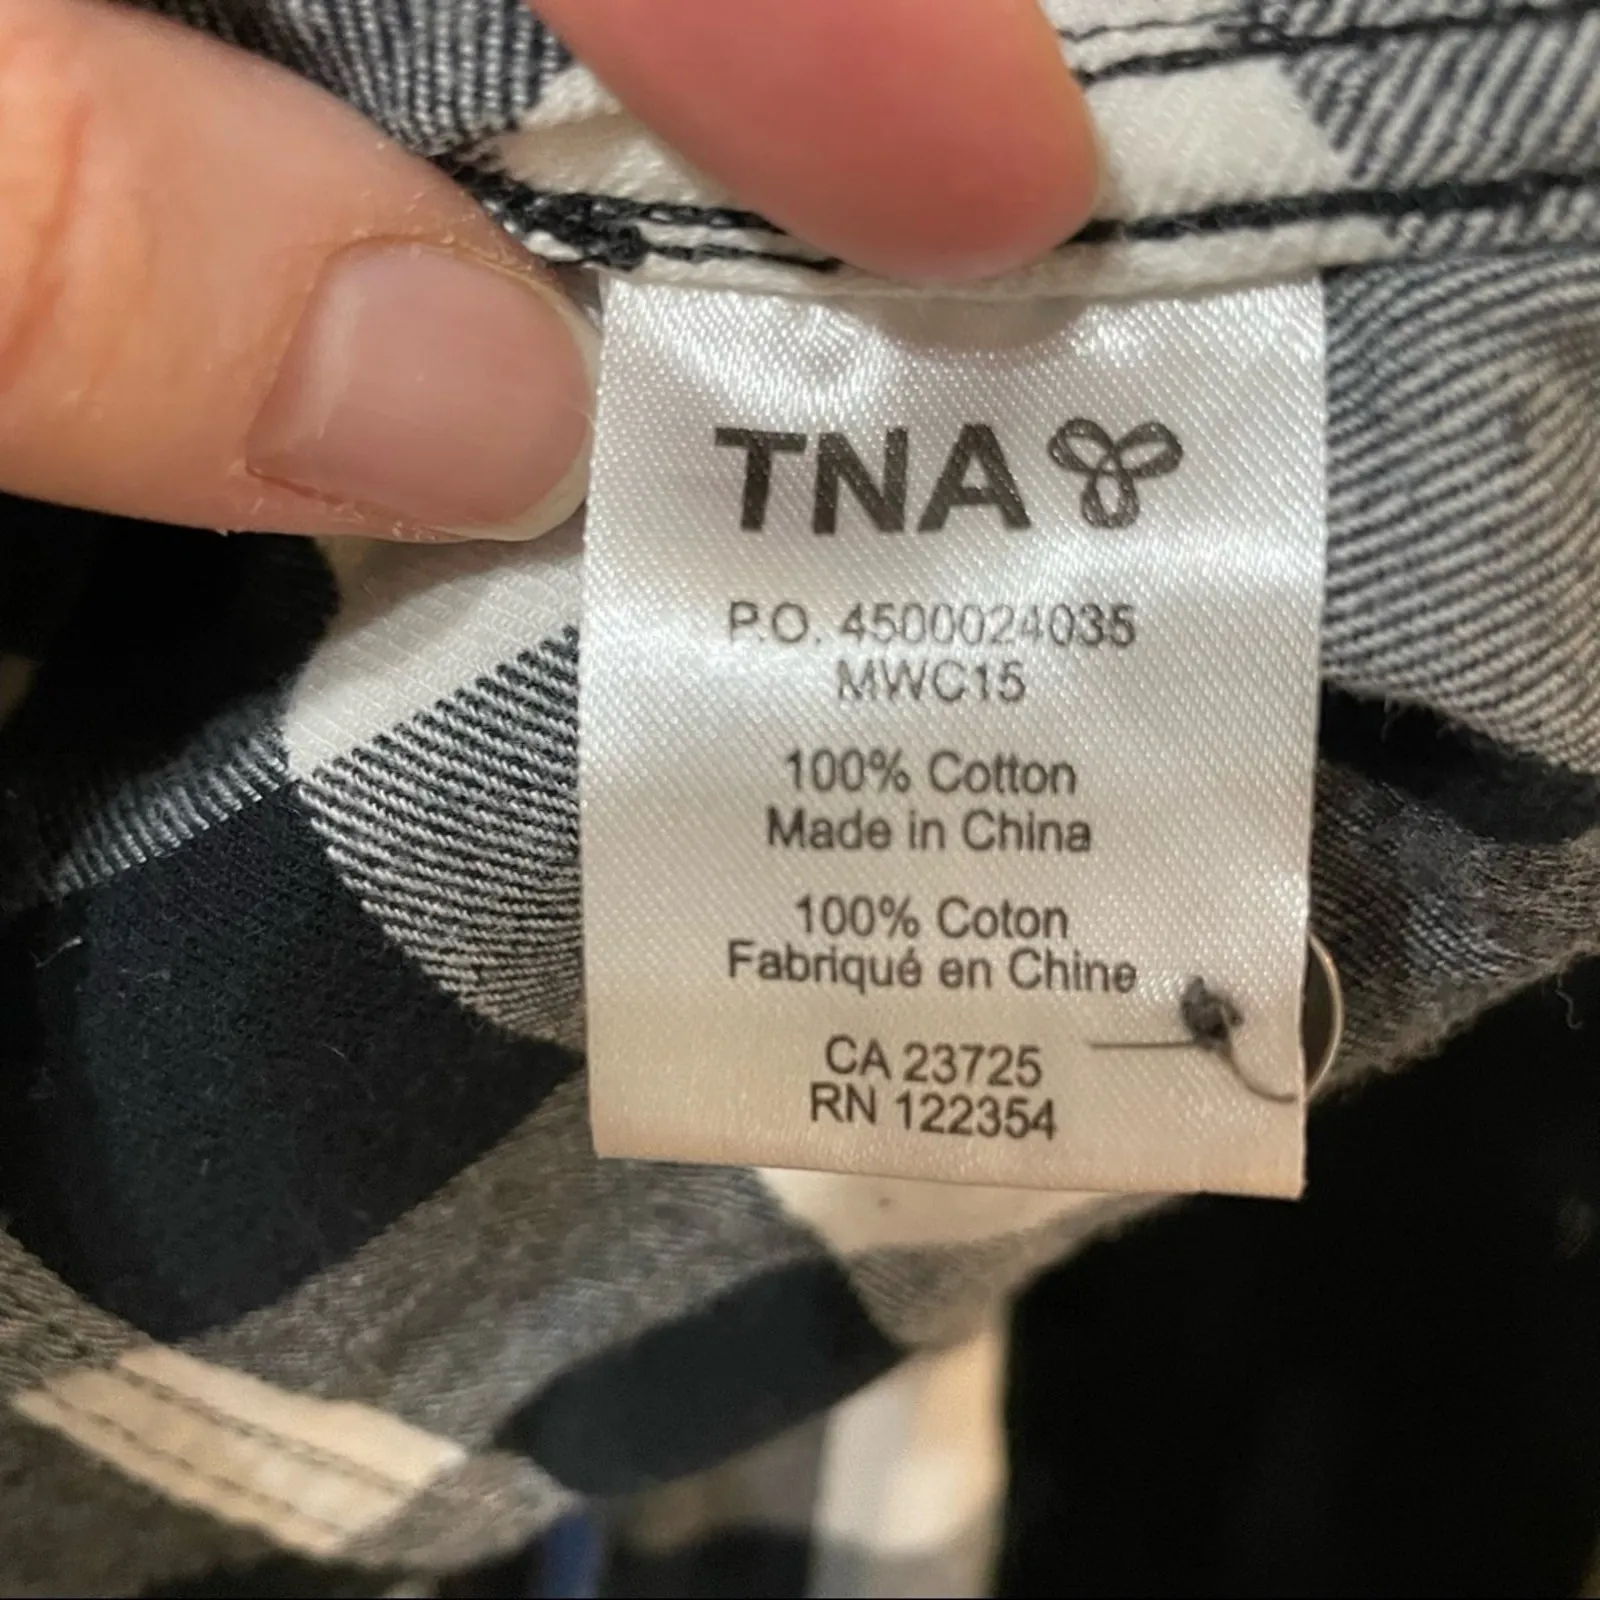 TNA
P.O. 4500024035
MWC15
100% Cotton
Made in China
100% Coton
Fabriqué en Chine
CA 23725
RN 122354